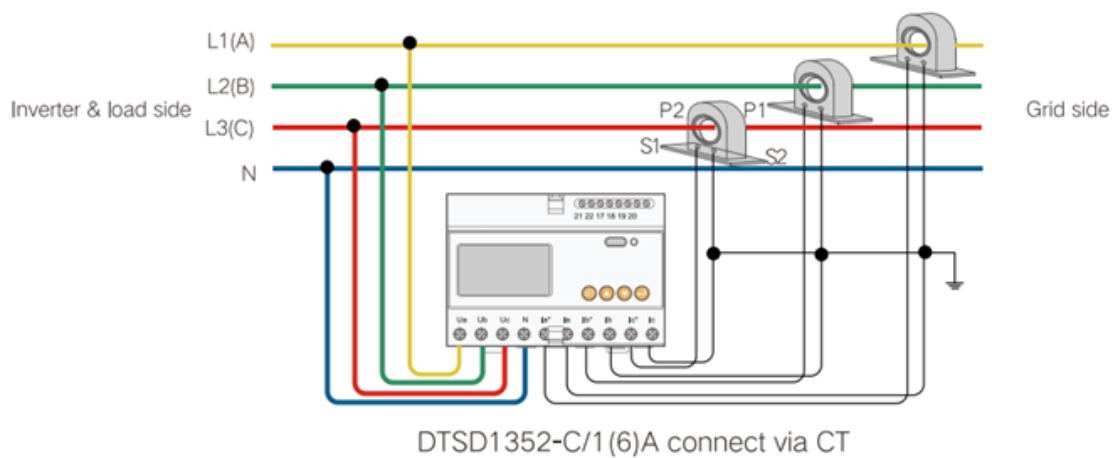 L1(A)
L2(B)
Inverter & load side
L3(C)
N
P2
P1
S1
S2
Grid side
21 22 17 18 19 20
Ua Ub Uc N Ia* Ia Ib* Ib Ic* Ic
DTSD1352-C/1(6)A connect via CT